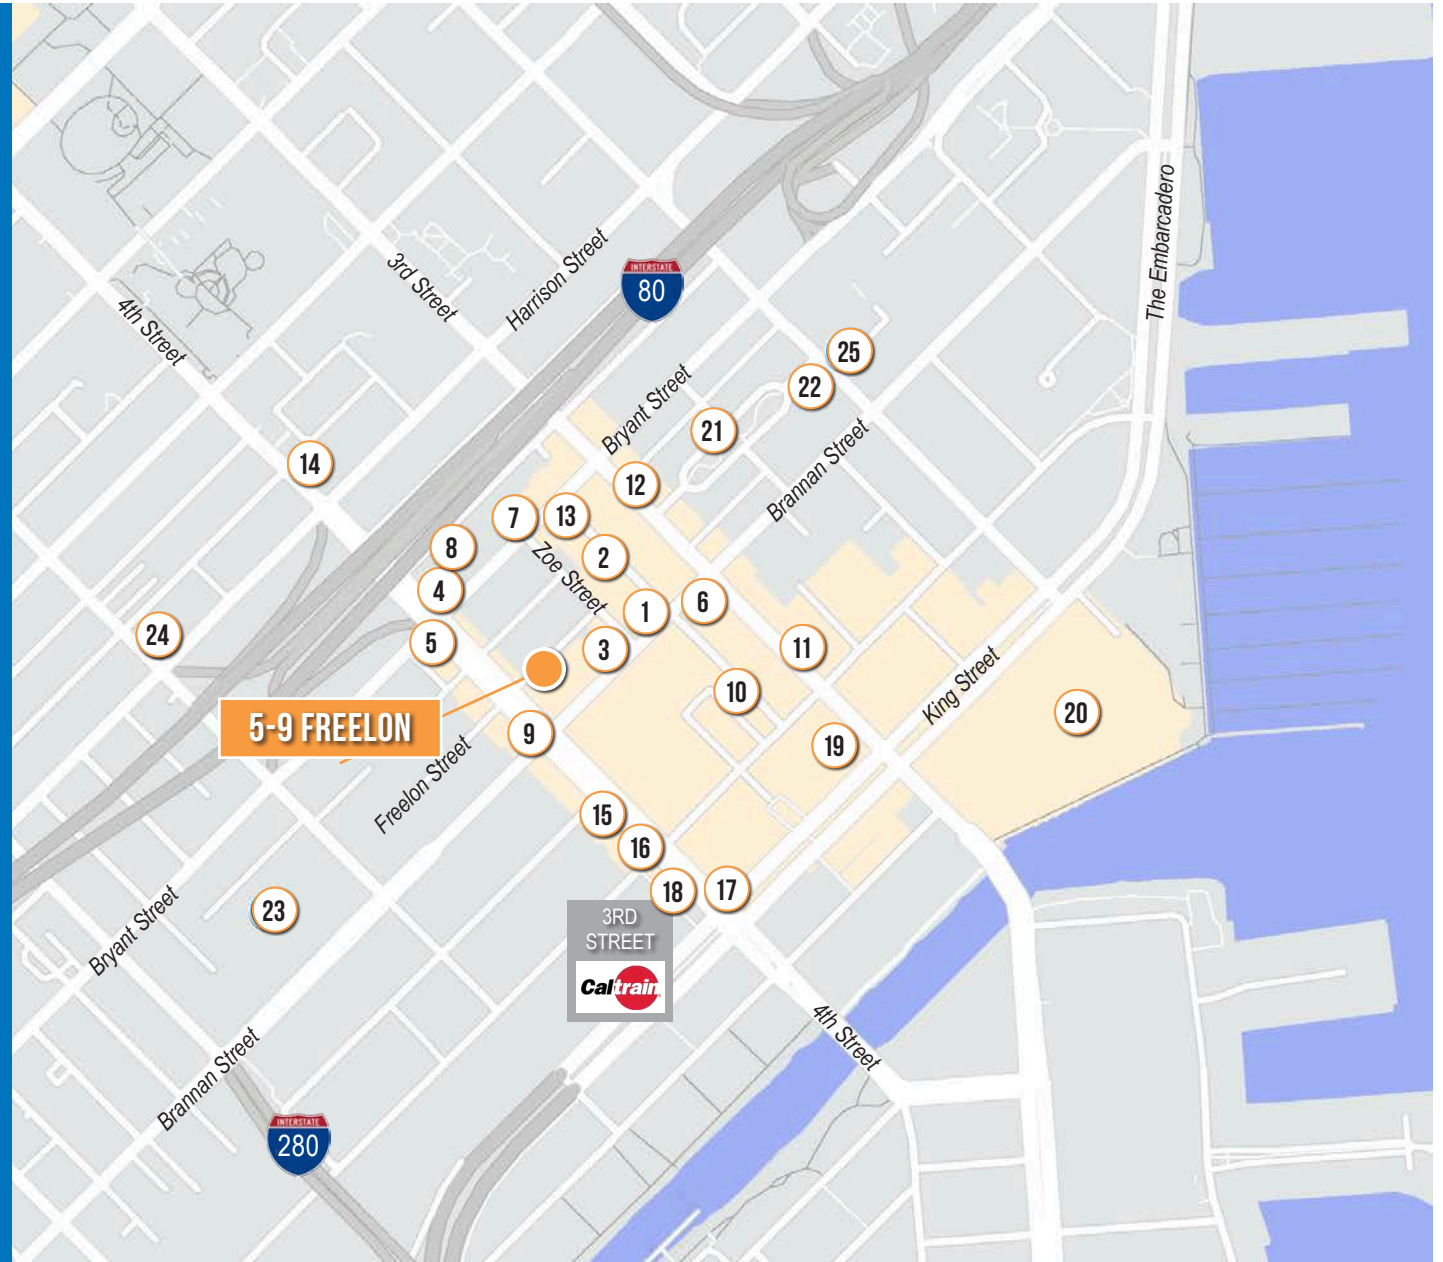 The Embarcadero
Harrison Street
3rd Street
INTERSTATE
80
4th Street
25
22
Bryant Street
21
Brannan Street
14
12
7
13
8
2
Zoe Street
4
1
6
24
5
3
11
King Street
10
20
5-9 FREELON
9
19
Freelon Street
15
16
18
17
3RD
STREET
Caltrain
23
Bryant Street
4th Street
Brannan Street
INTERSTATE
280